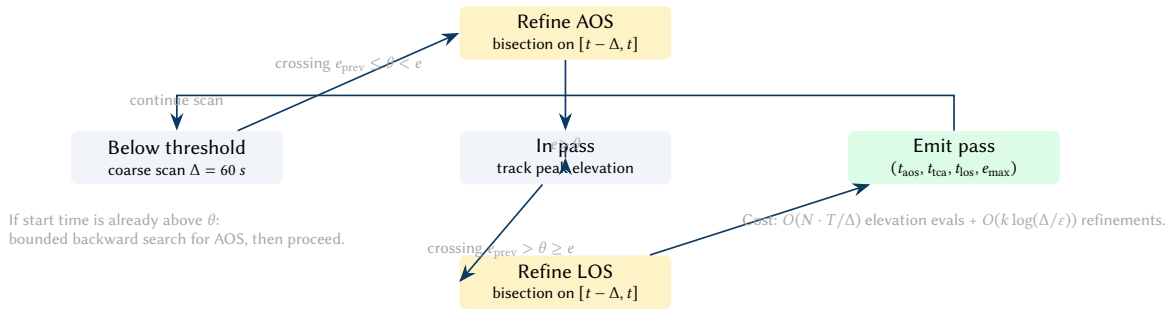 Refine AOS
bisection on [t − Δ, t]
crossing e_prev ≤ θ < e
continue scan
Below threshold
coarse scan Δ = 60 s
In pass
track peak elevation
e > θ
Emit pass
(t_aos, t_tca, t_los, e_max)
If start time is already above θ:
bounded backward search for AOS, then proceed.
Cost: O(N · T/Δ) elevation evals + O(k log(Δ/ε)) refinements.
crossing e_prev > θ ≥ e
Refine LOS
bisection on [t − Δ, t]